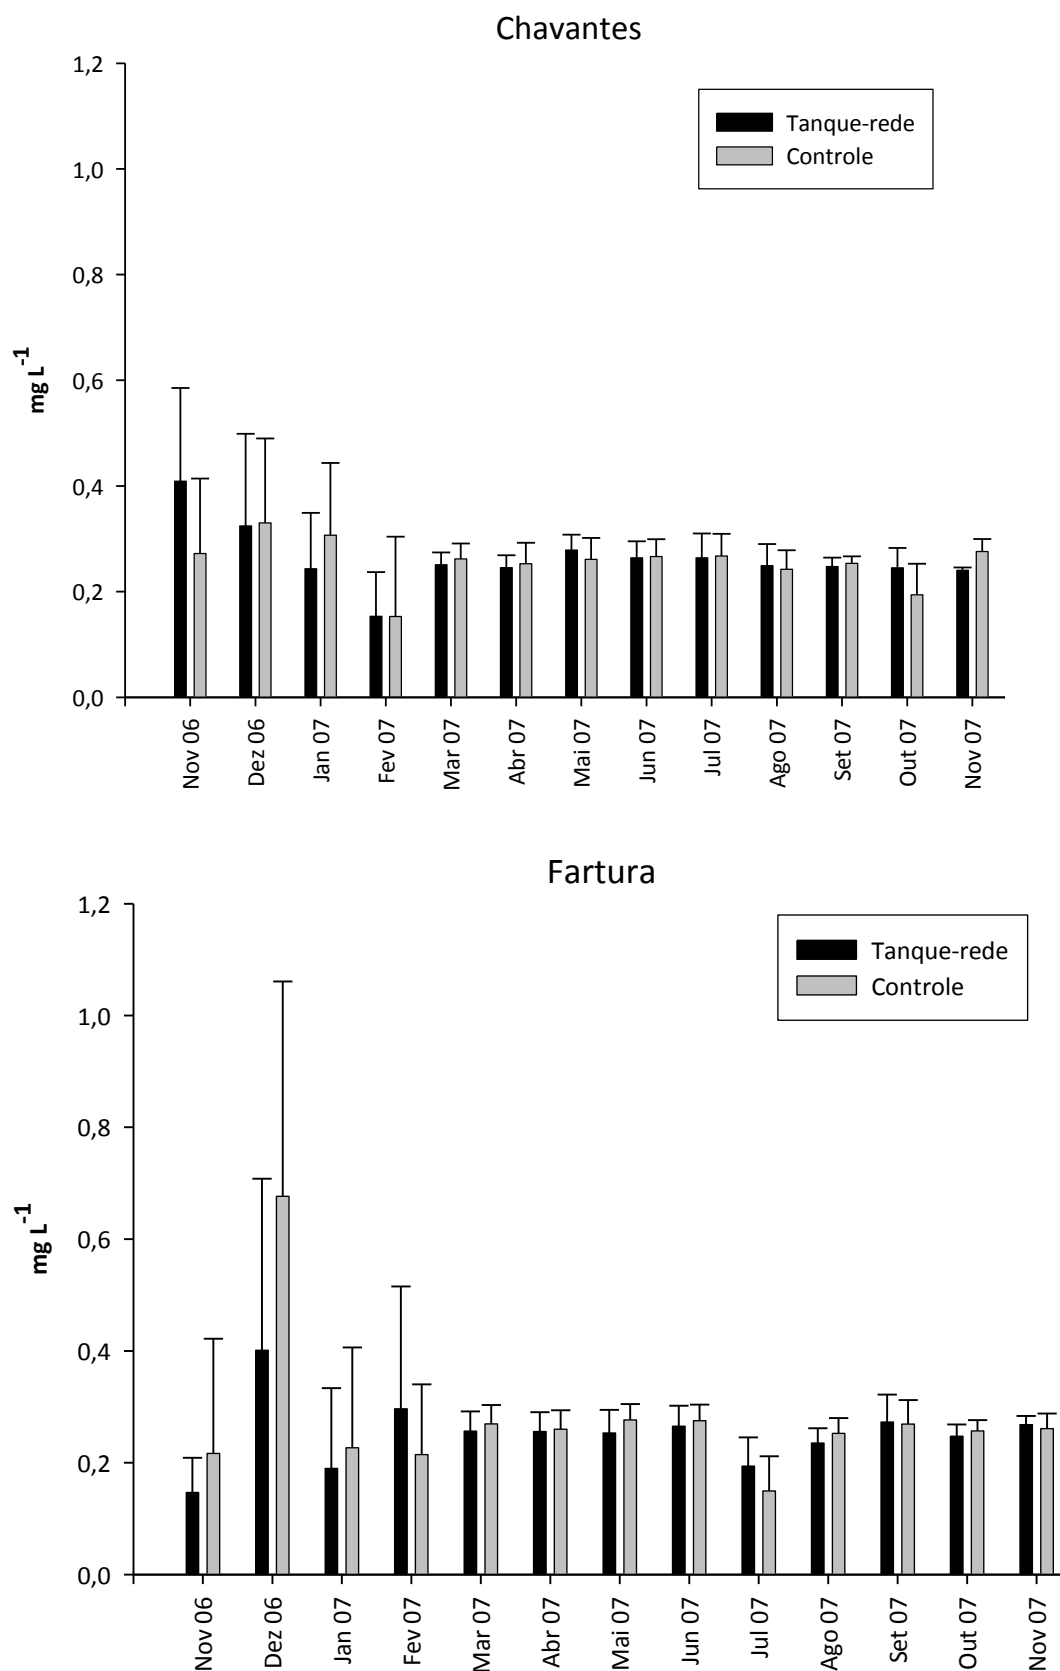 Chavantes
1,2
1,0
0,8
0,6
0,4
0,2
0,0
mg L-1
Tanque-rede
Controle
Nov 06
Dez 06
Jan 07
Fev 07
Mar 07
Abr 07
Mai 07
Jun 07
Jul 07
Ago 07
Set 07
Out 07
Nov 07
Fartura
1,2
1,0
0,8
0,6
0,4
0,2
0,0
mg L-1
Tanque-rede
Controle
Nov 06
Dez 06
Jan 07
Fev 07
Mar 07
Abr 07
Mai 07
Jun 07
Jul 07
Ago 07
Set 07
Out 07
Nov 07